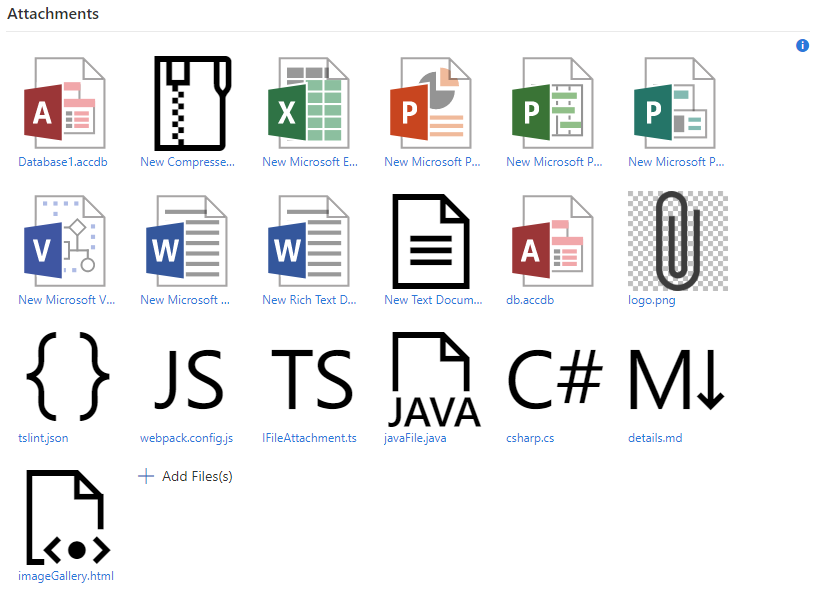 Attachments
A
X
P
P
P
Database1.accdb
New Compresse...
New Microsoft E...
New Microsoft P...
New Microsoft P...
New Microsoft P...
V
W
W
A
New Microsoft V...
New Microsoft ...
New Rich Text D...
New Text Docum...
db.accdb
logo.png
{ }
JS
TS
JAVA
C#
M↓
tslint.json
webpack.config.js
IFileAttachment.ts
javaFile.java
csharp.cs
details.md
Add Files(s)
imageGallery.html